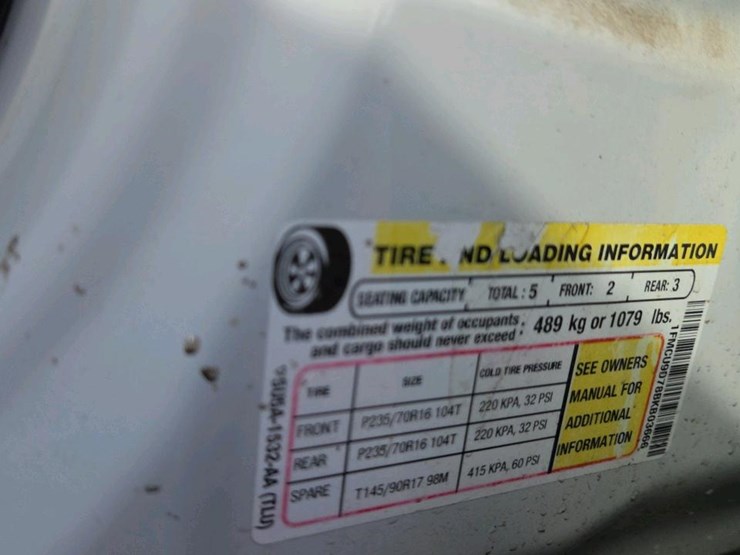 TIRE ND LOADING INFORMATION
SEATING CAPACITY TOTAL : 5 FRONT: 2 REAR: 3
The combined weight of occupants and cargo should never exceed : 489 kg or 1079 lbs.
TIRE SIZE COLD TIRE PRESSURE
FRONT P235/70R16 104T 220 KPA, 32 PSI
REAR P235/70R16 104T 220 KPA, 32 PSI
SPARE T145/90R17 98M 415 KPA, 60 PSI
SEE OWNERS
MANUAL FOR
ADDITIONAL
INFORMATION
(TLU)